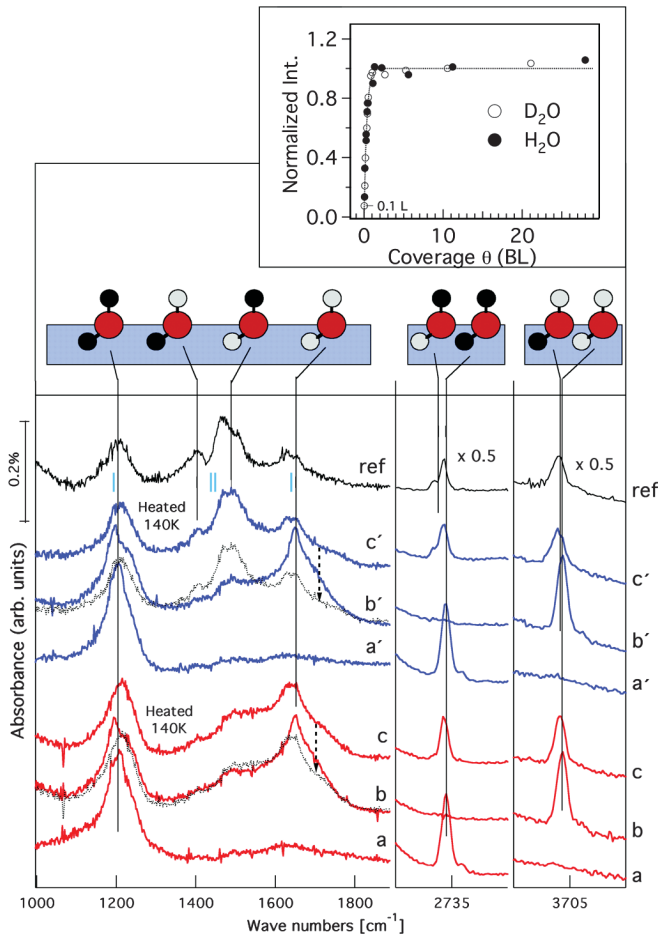 1.2
0.8
0.4
0.0
Normalized Int.
D₂O
H₂O
0.1 L
0 10 20
Coverage θ (BL)
0.2%
ref
x 0.5
x 0.5
ref
Heated
140K
c´
b´
a´
c´
b´
a´
Heated
140K
c
b
a
c
b
a
Absorbance (arb. units)
1000 1200 1400 1600 1800 2735 3705
Wave numbers [cm⁻¹]